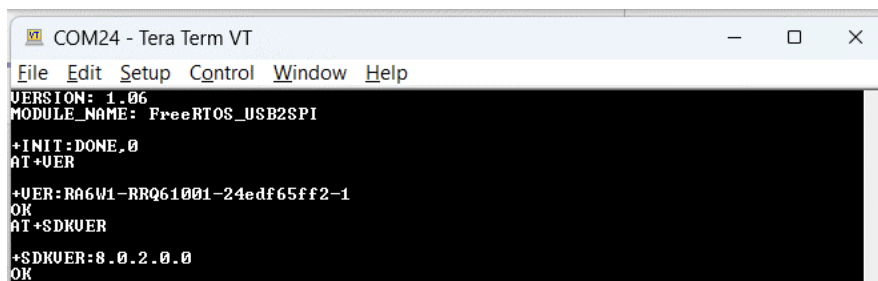 COM24 - Tera Term VT
File Edit Setup Control Window Help
VERSION: 1.06
MODULE_NAME: FreeRTOS_USB2SPI
+INIT:DONE,0
AT+VER
+VER:RA6W1-RRQ61001-24edf65ff2-1
OK
AT+SDKVER
+SDKVER:8.0.2.0.0
OK